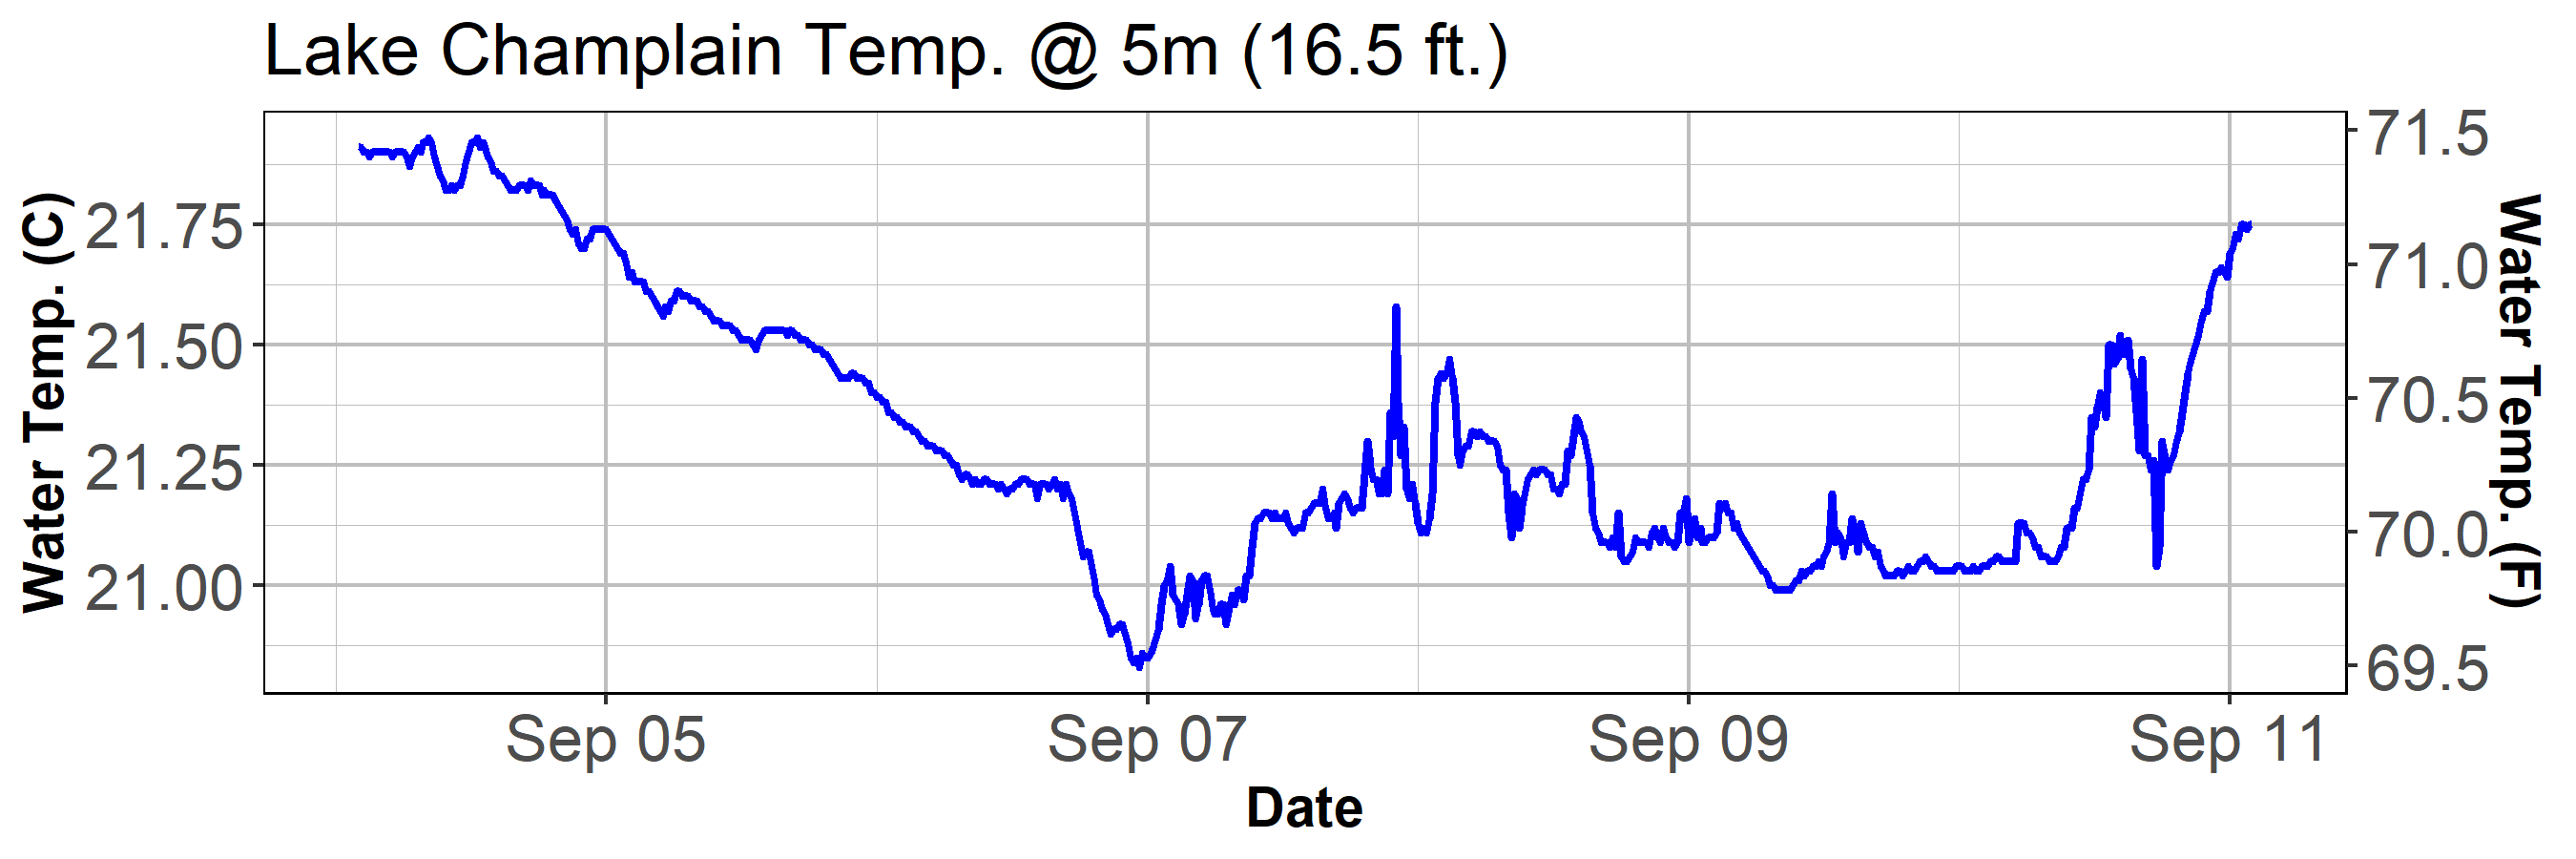 Lake Champlain Temp. @ 5m (16.5 ft.)
Water Temp. (C)
21.75
21.50
21.25
21.00
71.5
71.0
70.5
70.0
69.5
Water Temp. (F)
Sep 05 Sep 07 Sep 09 Sep 11
Date